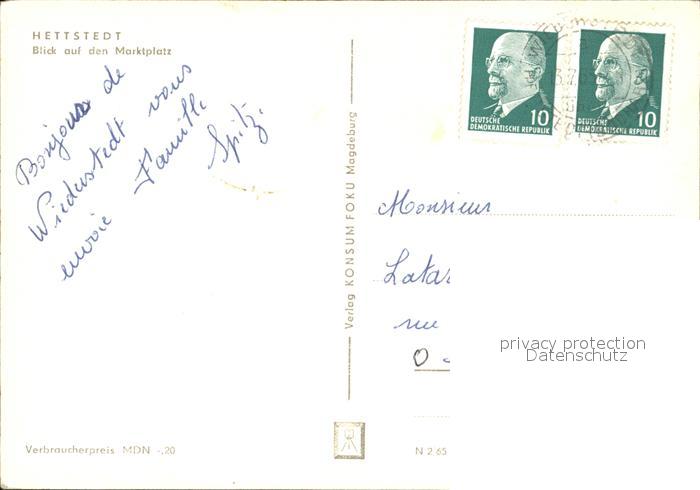 HETTSTEDT
Blick auf den Marktplatz
Bonjour de
Wiederstedt vous
envoie Famille
Spitz.
Verbraucherpreis MDN -,20
Verlag KONSUM FOKU Magdeburg
N 2 65
10
DEUTSCHE
DEMOKRATISCHE REPUBLIK
10
DEUTSCHE
DEMOKRATISCHE REPUBLIK
Monsieur
rue
privacy protection
Datenschutz